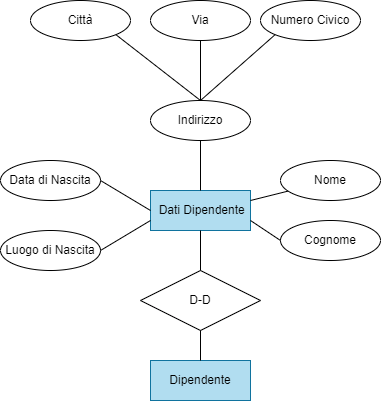 Città
Via
Numero Civico
Indirizzo
Data di Nascita
Nome
Dati Dipendente
Luogo di Nascita
Cognome
D-D
Dipendente